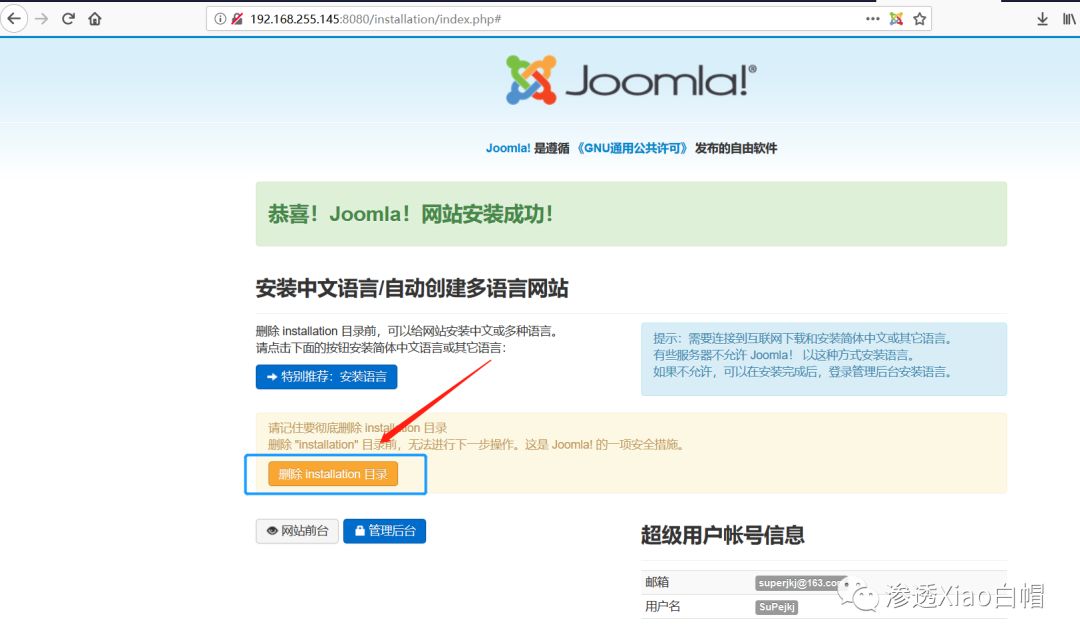 192.168.255.145:8080/installation/index.php#
Joomla!®
Joomla! 是遵循 《GNU通用公共许可》 发布的自由软件
恭喜！Joomla！网站安装成功！
安装中文语言/自动创建多语言网站
删除 installation 目录前，可以给网站安装中文或多种语言。
请点击下面的按钮安装简体中文语言或其它语言：
特别推荐：安装语言
提示：需要连接到互联网下载和安装简体中文或其它语言。
有些服务器不允许 Joomla！ 以这种方式安装语言。
如果不允许，可以在安装完成后，登录管理后台安装语言。
请记住要彻底删除 installation 目录
删除 "installation" 目录前，无法进行下一步操作。这是 Joomla! 的一项安全措施。
删除 installation 目录
网站前台 管理后台
超级用户帐号信息
邮箱 superjkj@163.com
用户名 SuPejkj
渗透Xiao白帽